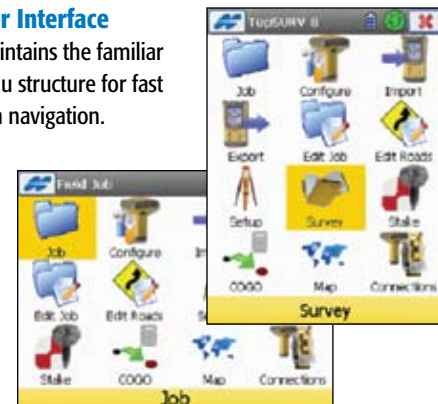 r Interface
intains the familiar
u structure for fast
n navigation.
TopSURV 8
Job Configure Import
Export Edit Job Edit Roads
Setup Survey Stake
COGO Map Connections
Survey
Field Job
Job Configure
Edit Job Edit Roads
Stake COGO Map Connections
Job